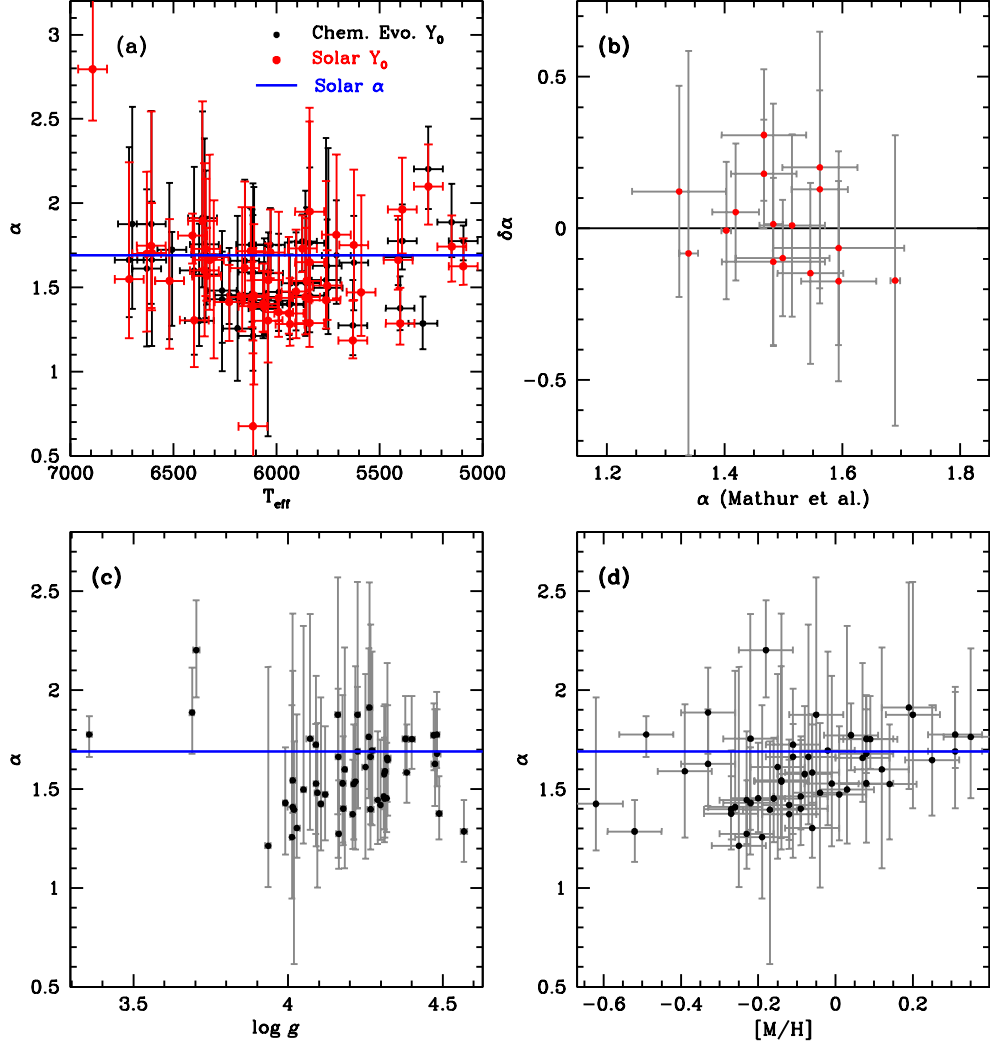 (a)
Chem. Evo. Y₀
Solar Y₀
Solar α
3
2.5
2
1.5
1
0.5
α
7000 6500 6000 5500 5000
T_eff
(b)
0.5
0
−0.5
δα
1.2 1.4 1.6 1.8
α (Mathur et al.)
(c)
2.5
2
1.5
1
0.5
α
3.5 4 4.5
log g
(d)
2.5
2
1.5
1
0.5
α
−0.6 −0.4 −0.2 0 0.2
[M/H]